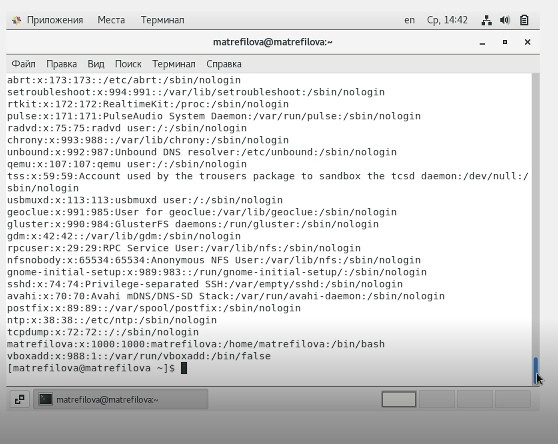 Приложения Места Терминал en Ср, 14:42
matrefilova@matrefilova:~
Файл Правка Вид Поиск Терминал Справка
abrt:x:173:173::/etc/abrt:/sbin/nologin
setroubleshoot:x:994:991::/var/lib/setroubleshoot:/sbin/nologin
rtkit:x:172:172:RealtimeKit:/proc:/sbin/nologin
pulse:x:171:171:PulseAudio System Daemon:/var/run/pulse:/sbin/nologin
radvd:x:75:75:radvd user:/:/sbin/nologin
chrony:x:993:988::/var/lib/chrony:/sbin/nologin
unbound:x:992:987:Unbound DNS resolver:/etc/unbound:/sbin/nologin
qemu:x:107:107:qemu user:/:/sbin/nologin
tss:x:59:59:Account used by the trousers package to sandbox the tcsd daemon:/dev/null:/
sbin/nologin
usbmuxd:x:113:113:usbmuxd user:/:/sbin/nologin
geoclue:x:991:985:User for geoclue:/var/lib/geoclue:/sbin/nologin
gluster:x:990:984:GlusterFS daemons:/run/gluster:/sbin/nologin
gdm:x:42:42::/var/lib/gdm:/sbin/nologin
rpcuser:x:29:29:RPC Service User:/var/lib/nfs:/sbin/nologin
nfsnobody:x:65534:65534:Anonymous NFS User:/var/lib/nfs:/sbin/nologin
gnome-initial-setup:x:989:983::/run/gnome-initial-setup/:/sbin/nologin
sshd:x:74:74:Privilege-separated SSH:/var/empty/sshd:/sbin/nologin
avahi:x:70:70:Avahi mDNS/DNS-SD Stack:/var/run/avahi-daemon:/sbin/nologin
postfix:x:89:89::/var/spool/postfix:/sbin/nologin
ntp:x:38:38::/etc/ntp:/sbin/nologin
tcpdump:x:72:72::/:/sbin/nologin
matrefilova:x:1000:1000:matrefilova:/home/matrefilova:/bin/bash
vboxadd:x:988:1::/var/run/vboxadd:/bin/false
[matrefilova@matrefilova ~]$
matrefilova@matrefilova:~